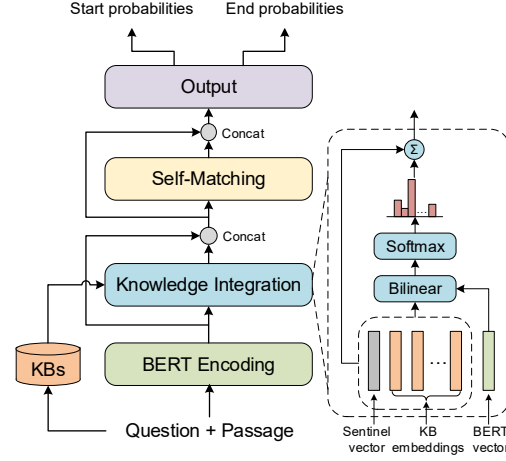 Start probabilities
End probabilities
Output
Concat
Self-Matching
Concat
Knowledge Integration
KBs
BERT Encoding
Question + Passage
Σ
...
Softmax
Bilinear
...
Sentinel
vector
KB
embeddings
BERT
vector